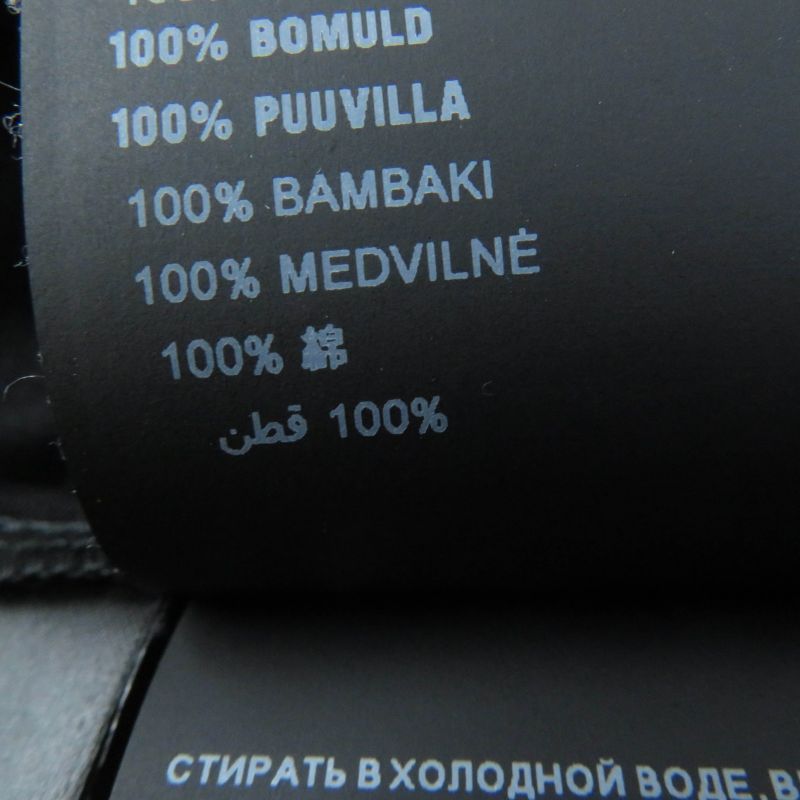 100% BOMULD
100% PUUVILLA
100% BAMBAKI
100% MEDVILNĖ
100% 綿
100% قطن
СТИРАТЬ В ХОЛОДНОЙ ВОДЕ,